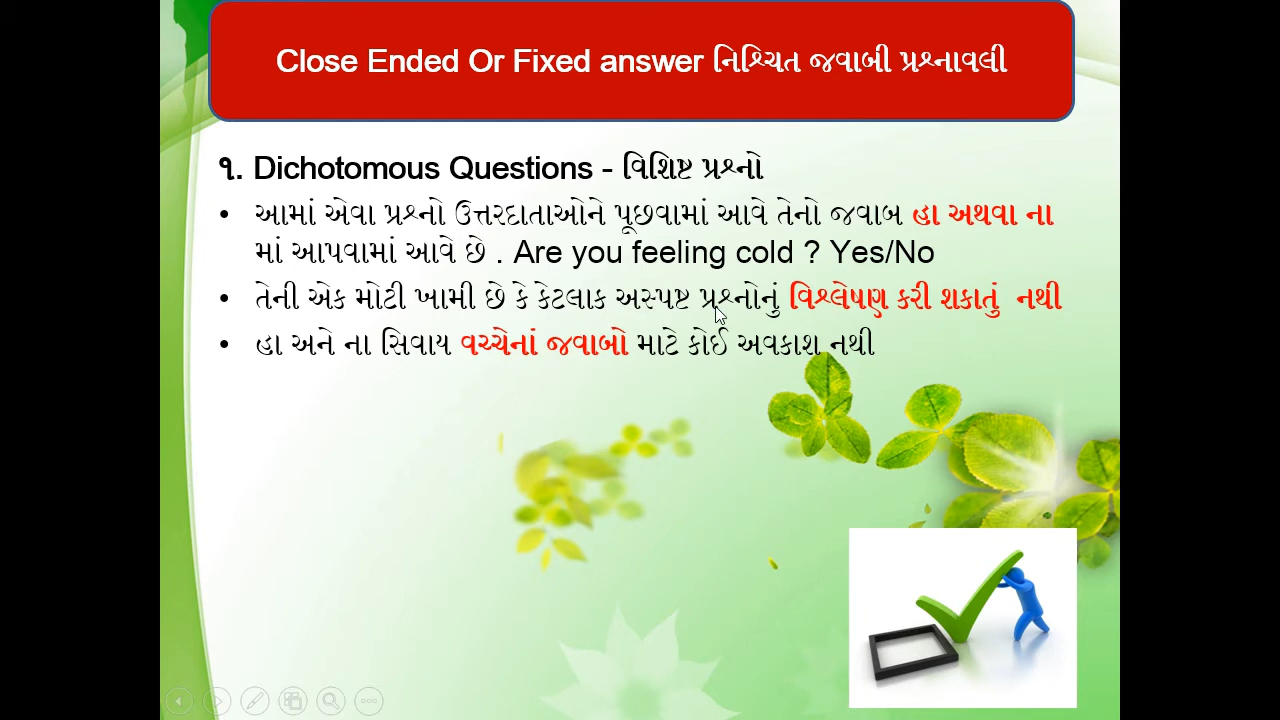 Close Ended Or Fixed answer નિશ્ચિત જવાબી પ્રશ્નાવલી
૧. Dichotomous Questions - વિશિષ્ટ પ્રશ્નો
• આમાં એવા પ્રશ્નો ઉત્તરદાતાઓને પૂછવામાં આવે તેનો જવાબ હા અથવા ના
માં આપવામાં આવે છે . Are you feeling cold ? Yes/No
• તેની એક મોટી ખામી છે કે કેટલાક અસ્પષ્ટ પ્રશ્નોનું વિશ્લેષણ કરી શકાતું નથી
• હા અને ના સિવાય વચ્ચેનાં જવાબો માટે કોઈ અવકાશ નથી